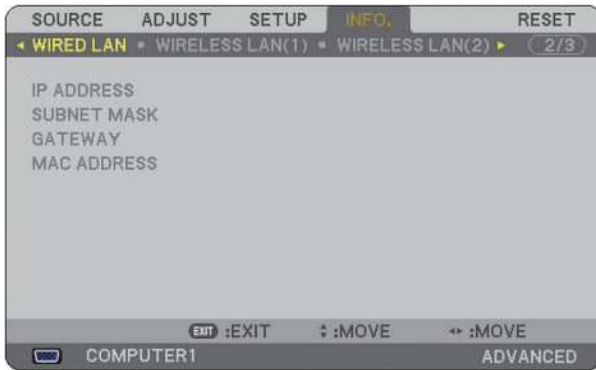 SOURCE ADJUST SETUP INFO. RESET
WIRED LAN • WIRELESS LAN(1) • WIRELESS LAN(2) 2/3
IP ADDRESS
SUBNET MASK
GATEWAY
MAC ADDRESS
EXIT :EXIT :MOVE :MOVE
COMPUTER1 ADVANCED